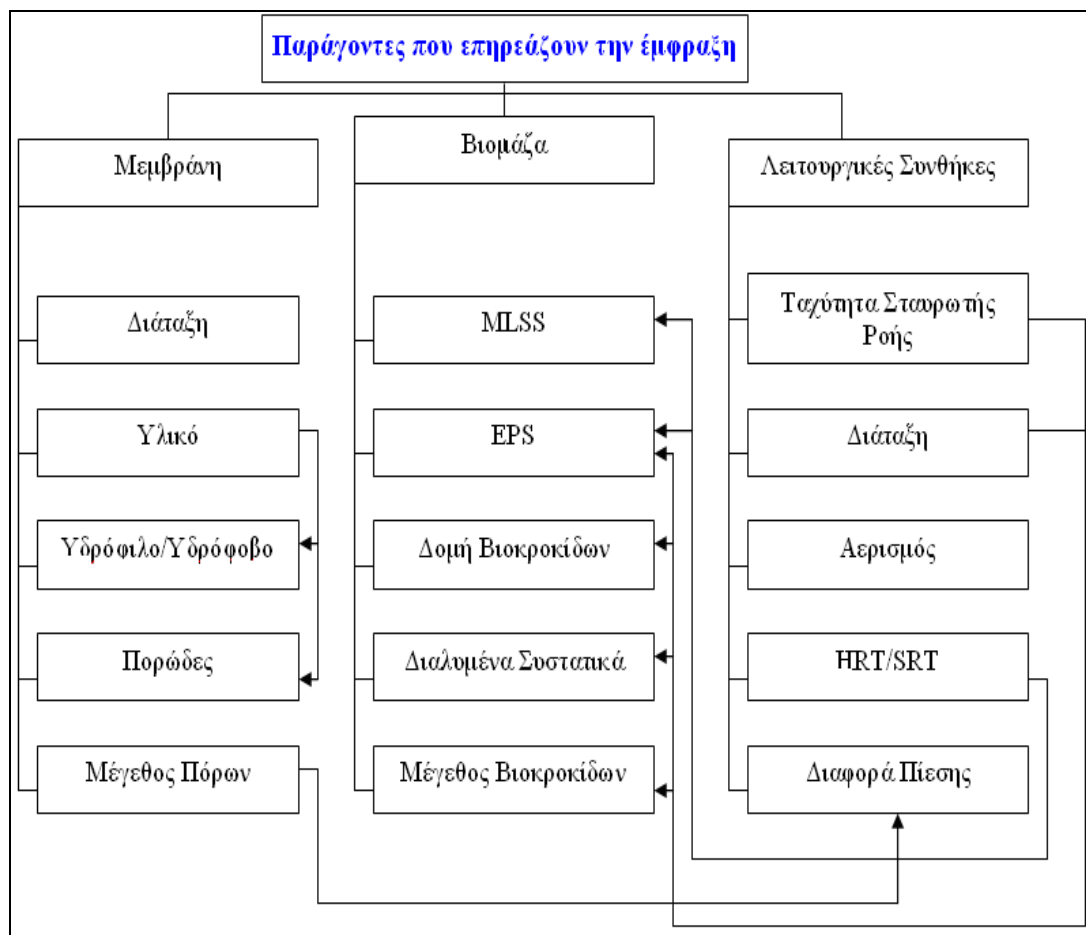 Παράγοντες που επηρεάζουν την έμφραξη
Μεμβράνη
Βιομάζα
Λειτουργικές Συνθήκες
Διάταξη
Υλικό
Υδρόφιλο/Υδρόφοβο
Πορώδες
Μέγεθος Πόρων
MLSS
EPS
Δομή Βιοκροκίδων
Διαλυμένα Συστατικά
Μέγεθος Βιοκροκίδων
Ταχύτητα Σταυρωτής
Ροής
Διάταξη
Αερισμός
HRT/SRT
Διαφορά Πίεσης